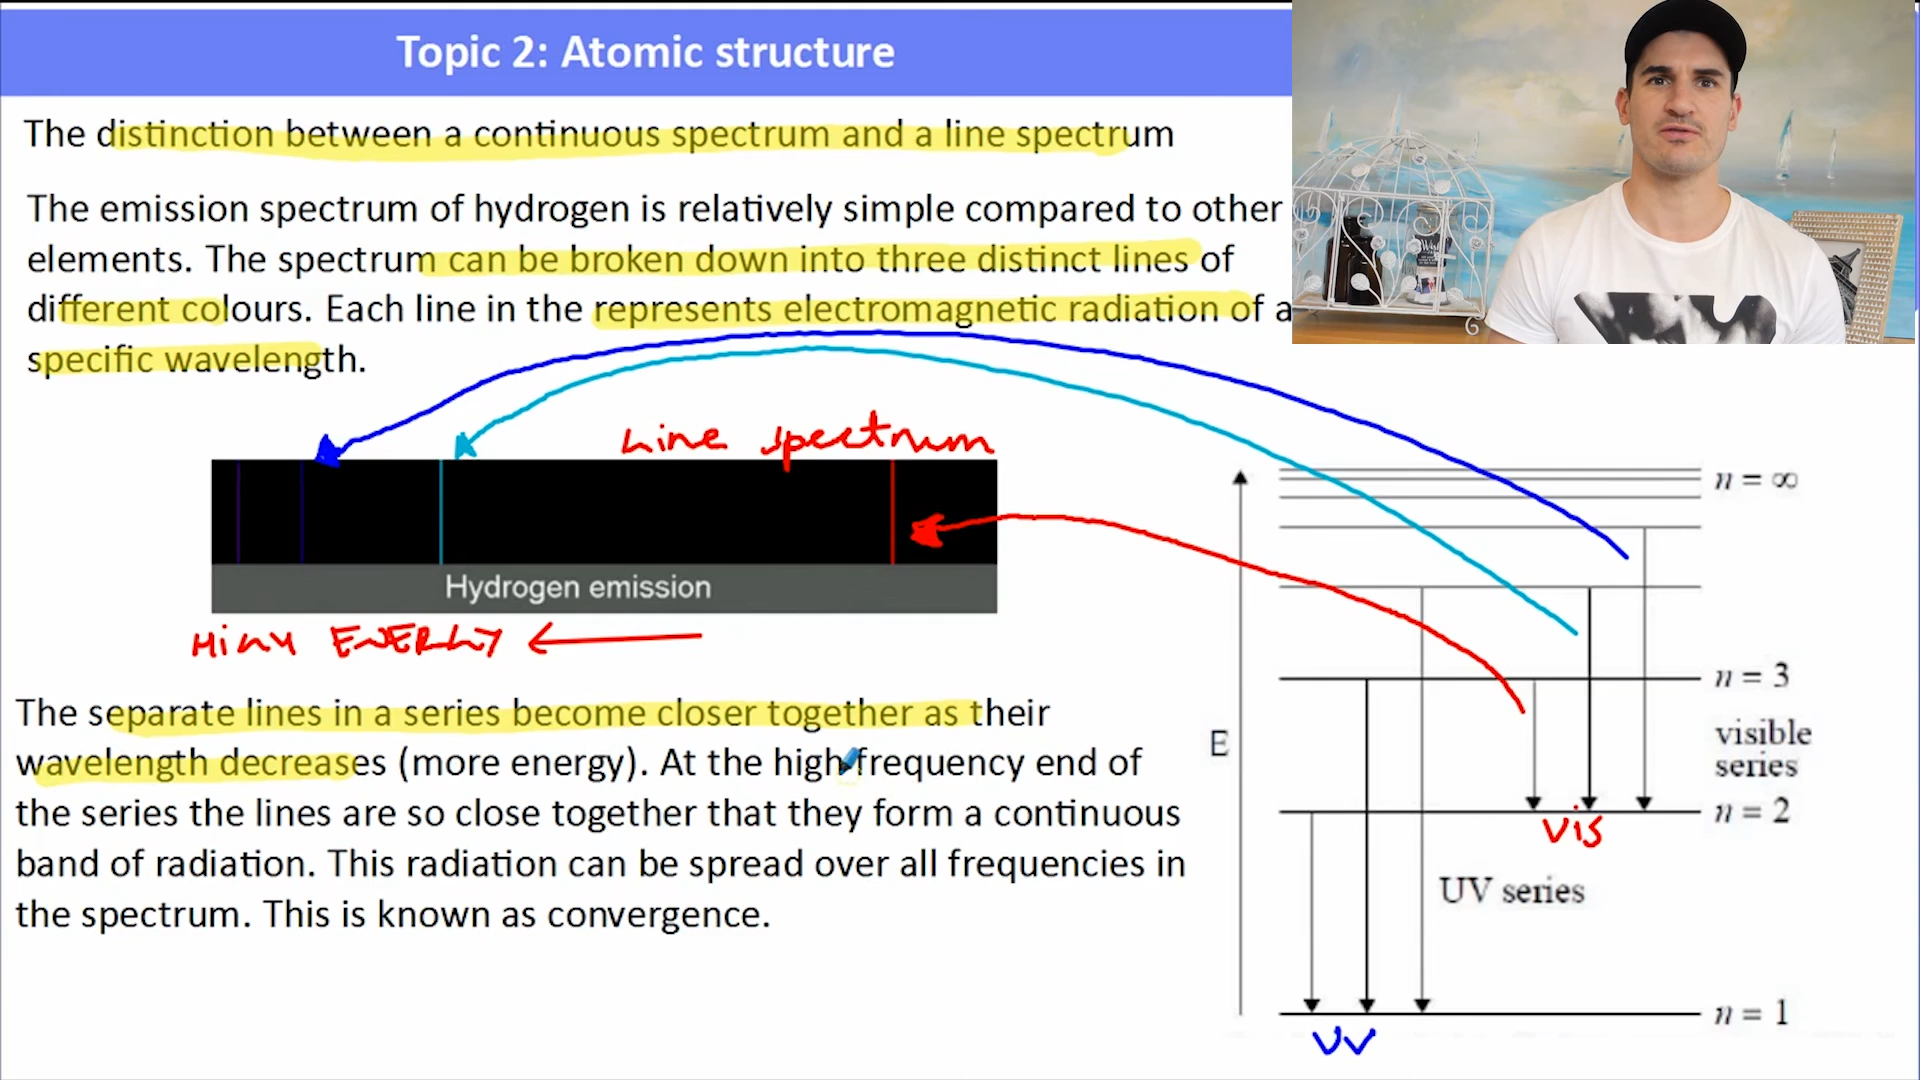 Topic 2: Atomic structure
The distinction between a continuous spectrum and a line spectrum
The emission spectrum of hydrogen is relatively simple compared to other
elements. The spectrum can be broken down into three distinct lines of
different colours. Each line in the represents electromagnetic radiation of a
specific wavelength.
Line spectrum
Hydrogen emission
HIGH ENERGY
The separate lines in a series become closer together as their
wavelength decreases (more energy). At the high frequency end of
the series the lines are so close together that they form a continuous
band of radiation. This radiation can be spread over all frequencies in
the spectrum. This is known as convergence.
n = ∞
n = 3
E
visible
series
n = 2
Vis
UV series
n = 1
UV